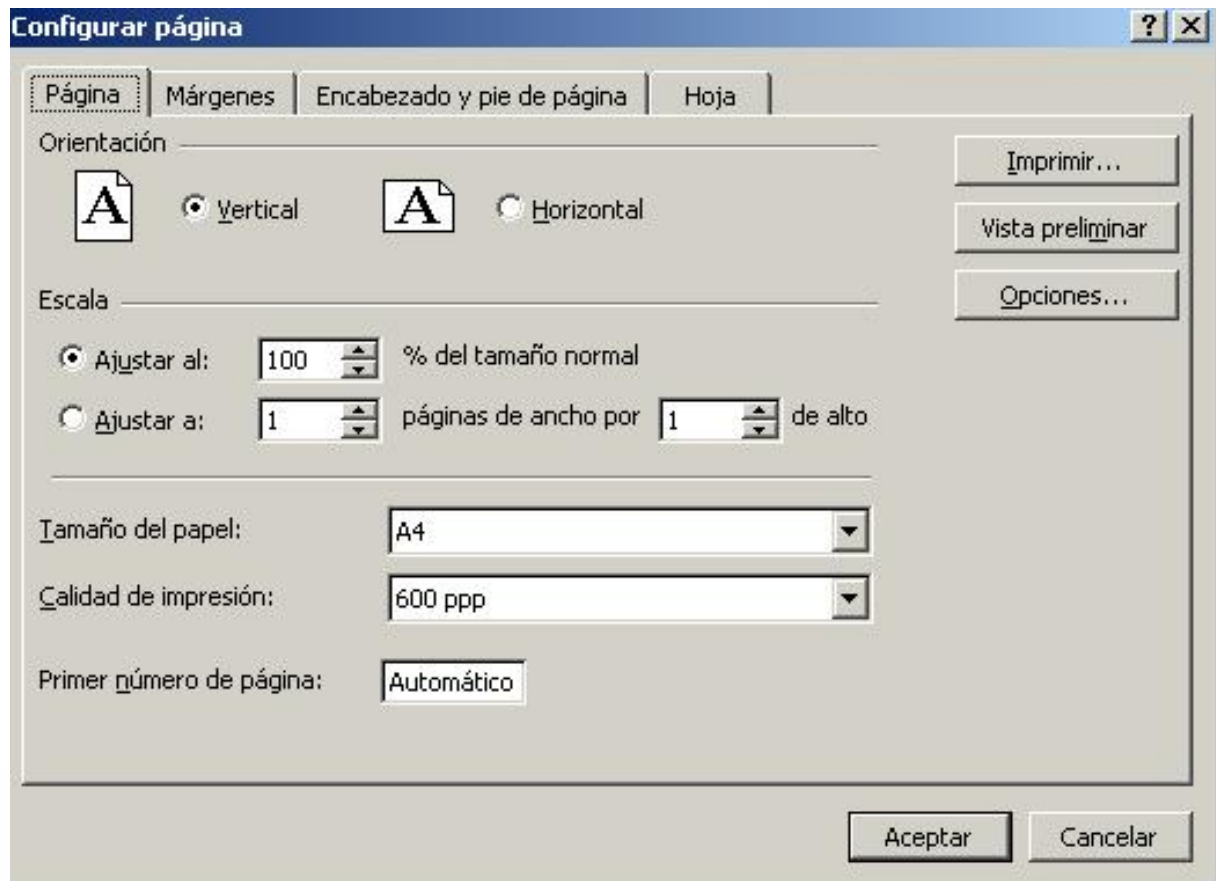 Configurar página
Página Márgenes Encabezado y pie de página Hoja
Orientación
A Vertical A Horizontal
Imprimir...
Vista preliminar
Opciones...
Escala
Ajustar al: 100 % del tamaño normal
Ajustar a: 1 páginas de ancho por 1 de alto
Tamaño del papel: A4
Calidad de impresión: 600 ppp
Primer número de página: Automático
Aceptar Cancelar